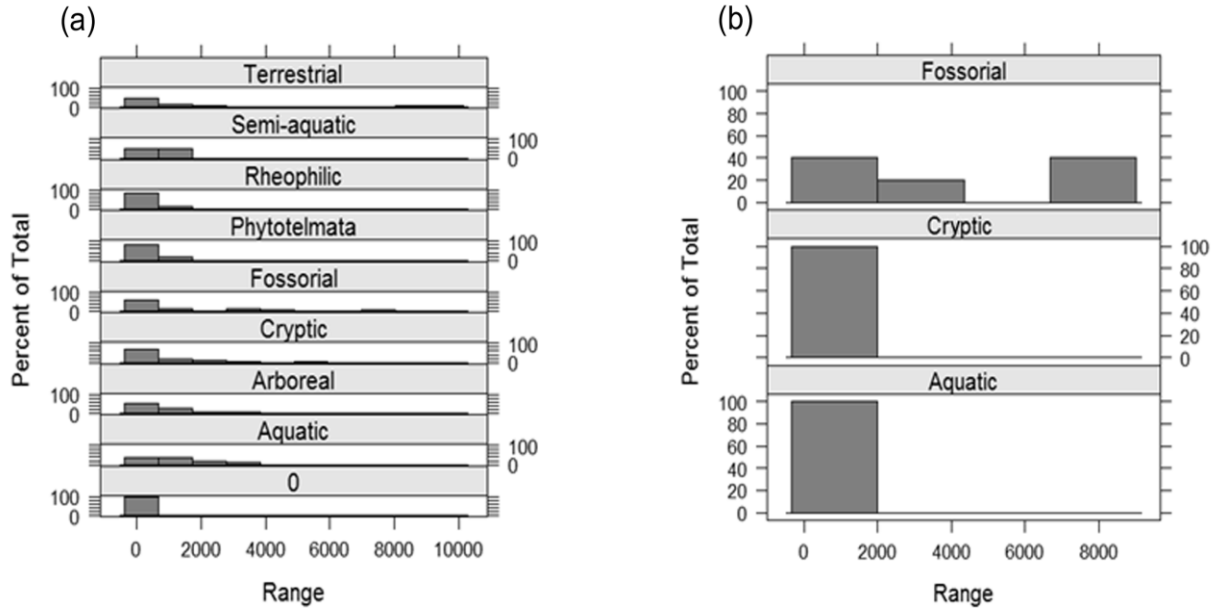 (a)
Terrestrial
100
0
Semi-aquatic
100
0
Rheophilic
100
0
Phytotelmata
100
0
Fossorial
100
0
Cryptic
100
0
Arboreal
100
0
Aquatic
100
0
0
100
0
0 2000 4000 6000 8000 10000
Range
Percent of Total
(b)
Fossorial
100
80
60
40
20
0
Cryptic
100
80
60
40
20
0
Aquatic
100
80
60
40
20
0
0 2000 4000 6000 8000
Range
Percent of Total